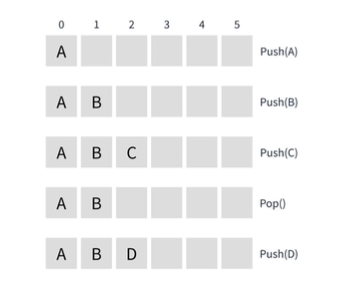 0 1 2 3 4 5
A Push(A)
A B Push(B)
A B C Push(C)
A B Pop()
A B D Push(D)